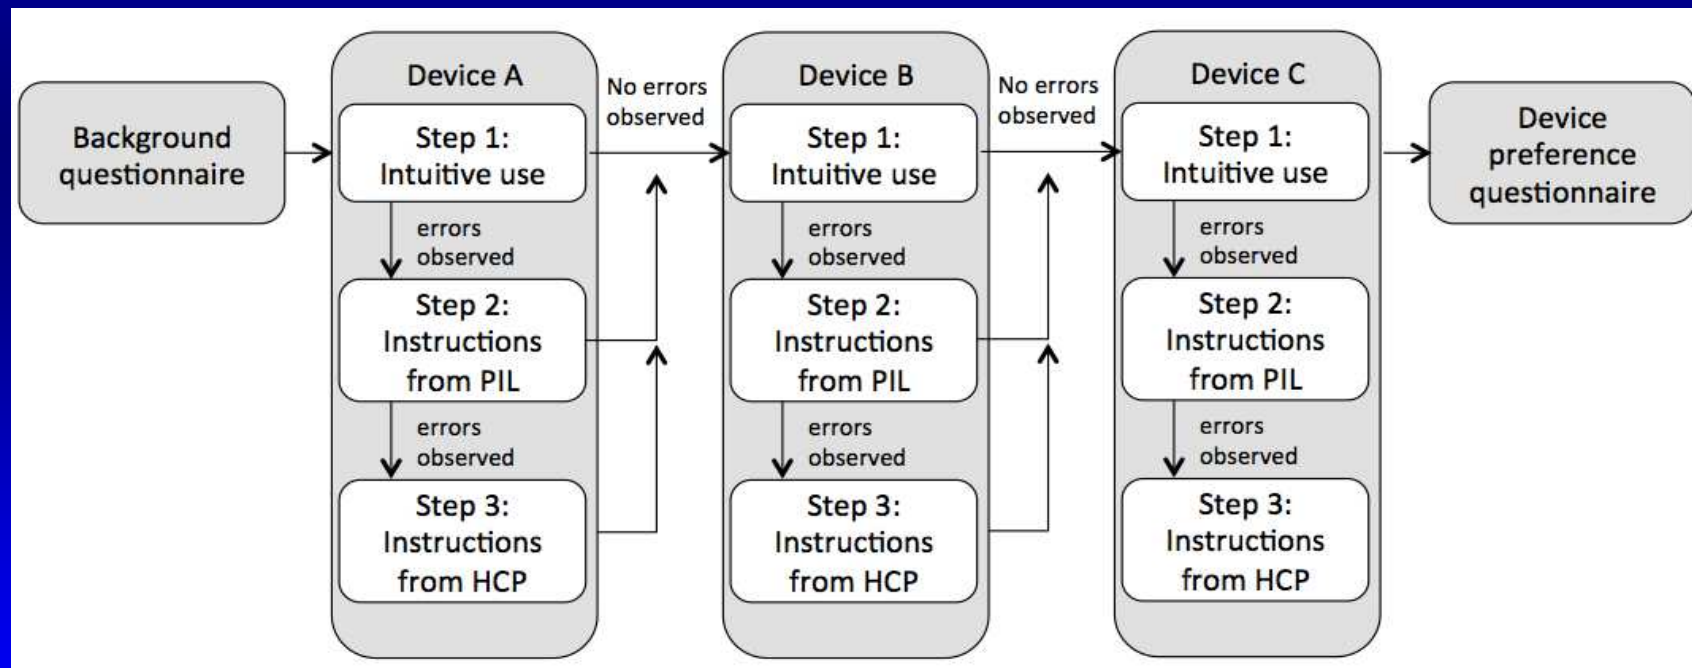 Background
questionnaire
Device A
Step 1:
Intuitive use
errors
observed
Step 2:
Instructions
from PIL
errors
observed
Step 3:
Instructions
from HCP
No errors
observed
Device B
Step 1:
Intuitive use
errors
observed
Step 2:
Instructions
from PIL
errors
observed
Step 3:
Instructions
from HCP
No errors
observed
Device C
Step 1:
Intuitive use
errors
observed
Step 2:
Instructions
from PIL
errors
observed
Step 3:
Instructions
from HCP
Device
preference
questionnaire